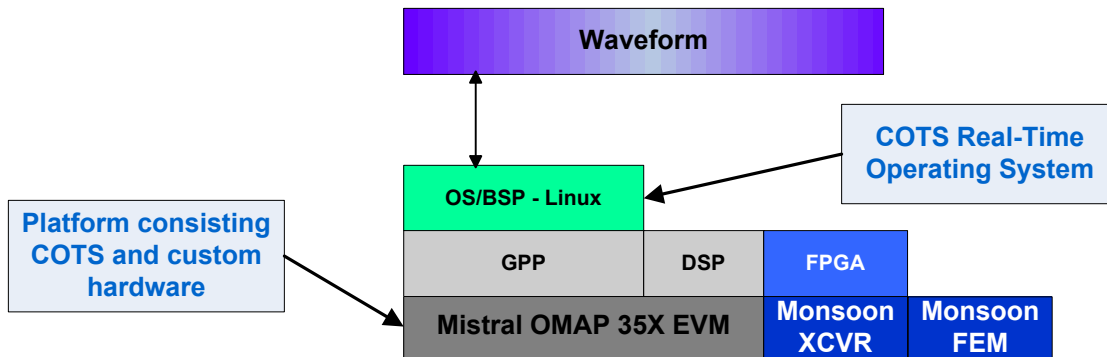 Waveform
COTS Real-Time
Operating System
OS/BSP - Linux
Platform consisting
COTS and custom
hardware
GPP
DSP
FPGA
Mistral OMAP 35X EVM
Monsoon
XCVR
Monsoon
FEM